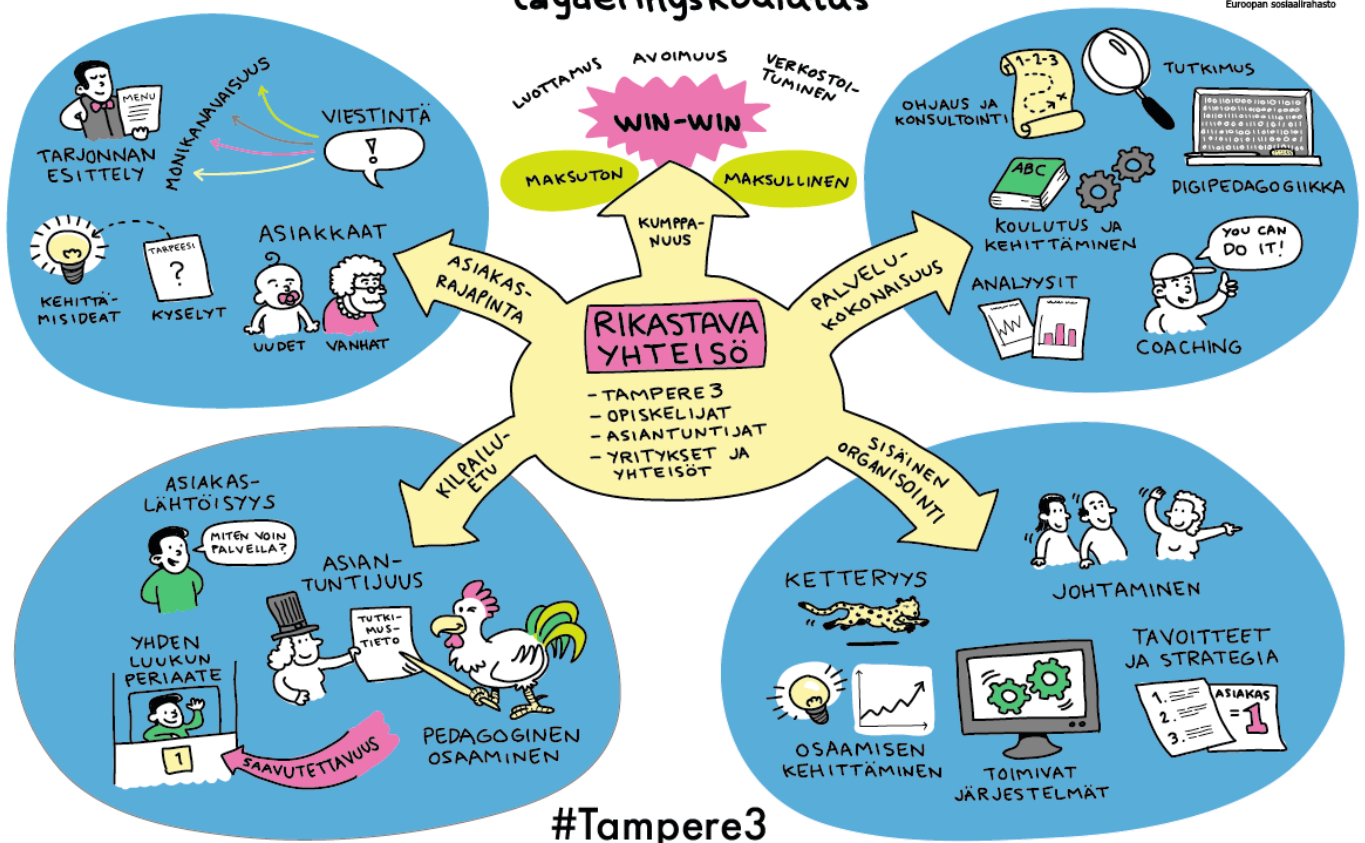 täydennyskoulutus
Euroopan sosiaalirahasto
LUOTTAMUS
AVOIMUUS
VERKOSTOI-
TUMINEN
WIN-WIN
MAKSUTON
MAKSULLINEN
KUMPPA-
NUUS
MENU
TARJONNAN
ESITTELY
MONIKANAVAISUUS
VIESTINTÄ
!
KEHITTÄ-
MISIDEAT
TARPEESI
?
KYSELYT
ASIAKKAAT
UUDET
VANHAT
ASIAKAS-
RAJAPINTA
1-2-3
OHJAUS JA
KONSULTOINTI
TUTKIMUS
DIGIPEDAGOGIIKKA
ABC
KOULUTUS JA
KEHITTÄMINEN
YOU CAN
DO IT!
ANALYYSIT
COACHING
PALVELU-
KOKONAISUUS
RIKASTAVA
YHTEISÖ
- TAMPERE3
- OPISKELIJAT
- ASIANTUNTIJAT
- YRITYKSET JA
YHTEISÖT
KILPAILU-
ETU
ASIAKAS-
LÄHTÖISYYS
MITEN VOIN
PALVELLA?
ASIAN-
TUNTIJUUS
TUTKI-
MUS-
TIETO
YHDEN
LUUKUN
PERIAATE
1
SAAVUTETTAVUUS
PEDAGOGINEN
OSAAMINEN
SISÄINEN
ORGANISOINTI
KETTERYYS
JOHTAMINEN
OSAAMISEN
KEHITTÄMINEN
TOIMIVAT
JÄRJESTELMÄT
TAVOITTEET
JA STRATEGIA
1.
2.
3.
ASIAKAS
=1
#Tampere3